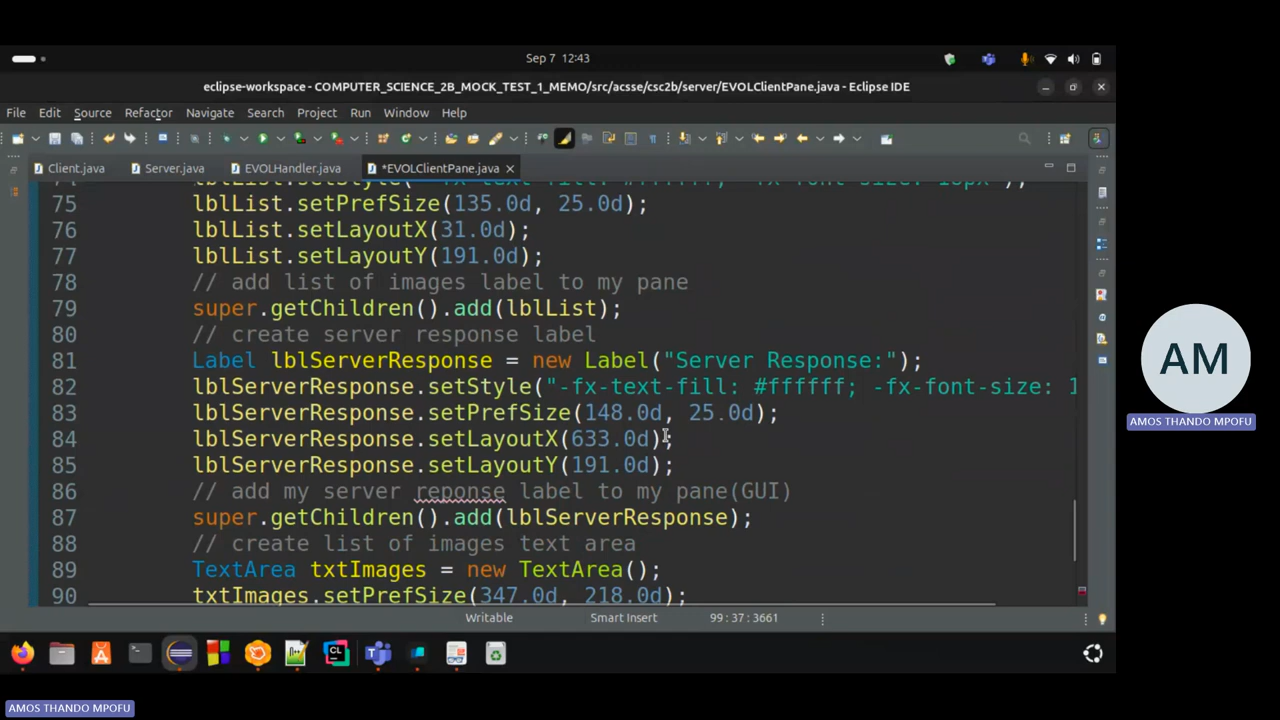 Sep 7 12:43
eclipse-workspace - COMPUTER_SCIENCE_2B_MOCK_TEST_1_MEMO/src/acsse/csc2b/server/EVOLClientPane.java - Eclipse IDE
File Edit Source Refactor Navigate Search Project Run Window Help
Client.java Server.java EVOLHandler.java *EVOLClientPane.java
75 lblList.setPrefSize(135.0d, 25.0d);
76 lblList.setLayoutX(31.0d);
77 lblList.setLayoutY(191.0d);
78 // add list of images label to my pane
79 super.getChildren().add(lblList);
80 // create server response label
81 Label lblServerResponse = new Label("Server Response:");
82 lblServerResponse.setStyle("-fx-text-fill: #ffffff; -fx-font-size: 1
83 lblServerResponse.setPrefSize(148.0d, 25.0d);
84 lblServerResponse.setLayoutX(633.0d);
85 lblServerResponse.setLayoutY(191.0d);
86 // add my server reponse label to my pane(GUI)
87 super.getChildren().add(lblServerResponse);
88 // create list of images text area
89 TextArea txtImages = new TextArea();
90 txtImages.setPrefSize(347.0d, 218.0d);
Writable Smart Insert 99:37:3661
AM
AMOS THANDO MPOFU
AMOS THANDO MPOFU